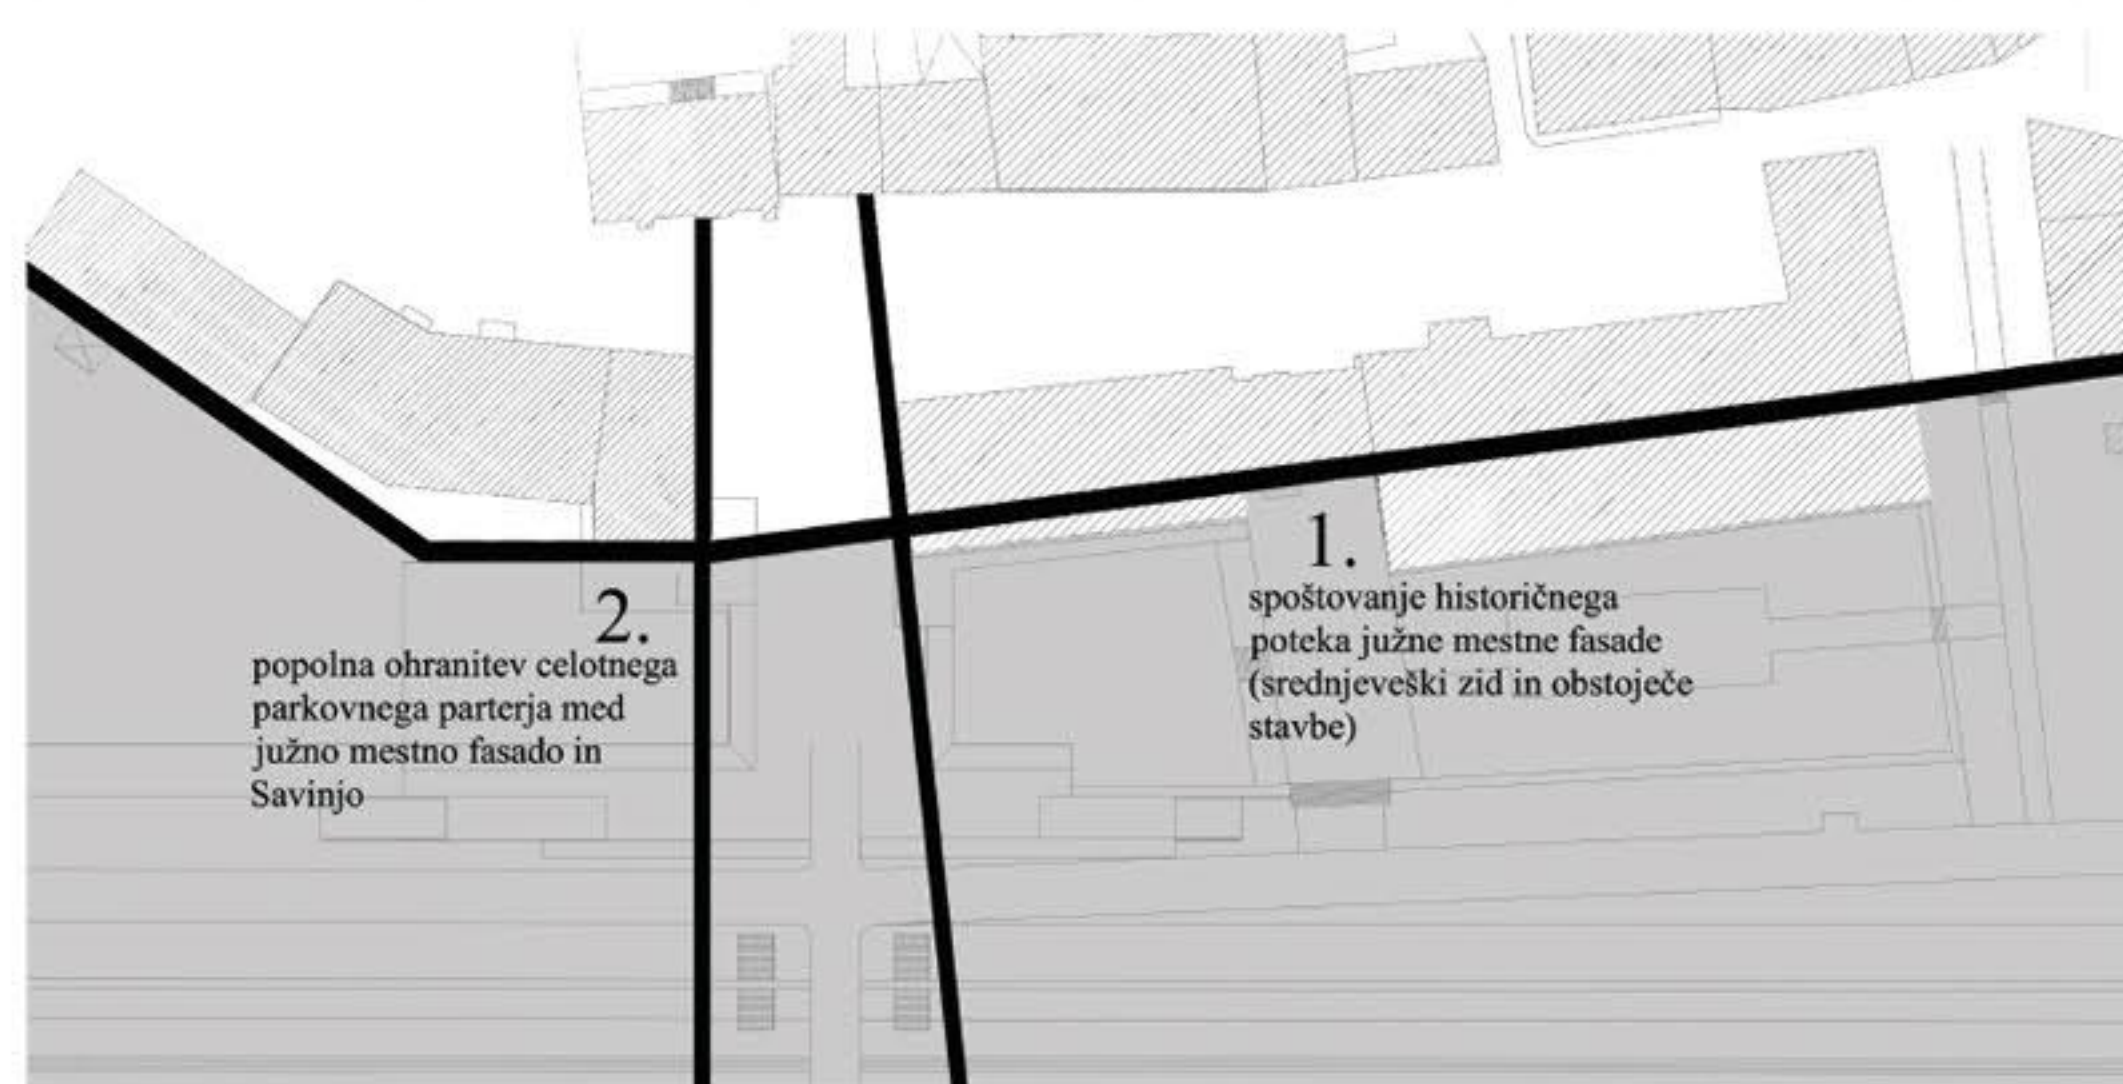 1.
spoštovanje historičnega
poteka južne mestne fasade
(srednjeveški zid in obstoječe
stavbe)
2.
popolna ohranitev celotnega
parkovnega parterja med
južno mestno fasado in
Savinjo